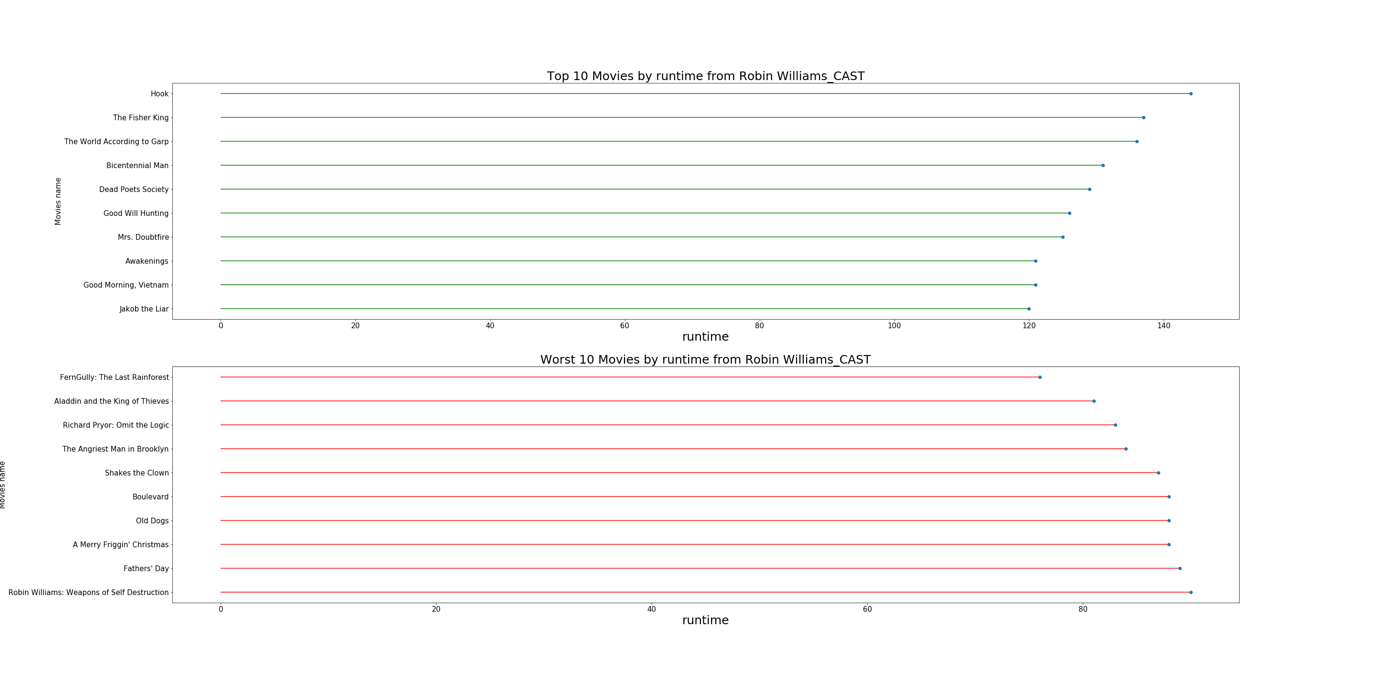 Top 10 Movies by runtime from Robin Williams_CAST
Movies name
Hook
The Fisher King
The World According to Garp
Bicentennial Man
Dead Poets Society
Good Will Hunting
Mrs. Doubtfire
Awakenings
Good Morning, Vietnam
Jakob the Liar
0 20 40 60 80 100 120 140
runtime
Worst 10 Movies by runtime from Robin Williams_CAST
Movies name
FernGully: The Last Rainforest
Aladdin and the King of Thieves
Richard Pryor: Omit the Logic
The Angriest Man in Brooklyn
Shakes the Clown
Boulevard
Old Dogs
A Merry Friggin' Christmas
Fathers' Day
Robin Williams: Weapons of Self Destruction
0 20 40 60 80
runtime